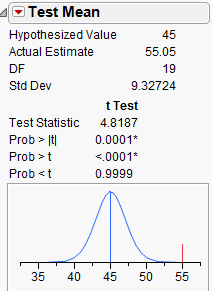 Test Mean
Hypothesized Value 45
Actual Estimate 55.05
DF 19
Std Dev 9.32724
t Test
Test Statistic 4.8187
Prob > |t| 0.0001*
Prob > t <.0001*
Prob < t 0.9999
35 40 45 50 55